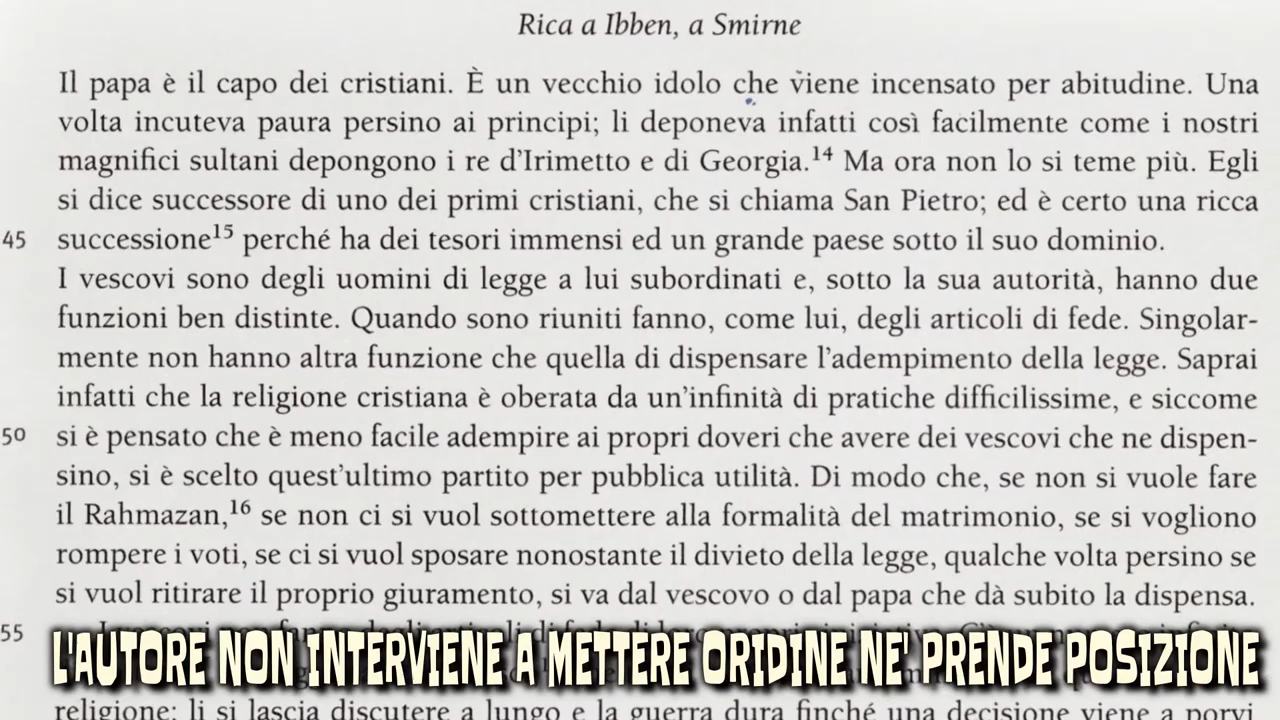 Rica a Ibben, a Smirne
Il papa è il capo dei cristiani. È un vecchio idolo che viene incensato per abitudine. Una
volta incuteva paura persino ai principi; li deponeva infatti così facilmente come i nostri
magnifici sultani depongono i re d'Irimetto e di Georgia.14 Ma ora non lo si teme più. Egli
si dice successore di uno dei primi cristiani, che si chiama San Pietro; ed è certo una ricca
45 successione15 perché ha dei tesori immensi ed un grande paese sotto il suo dominio.
I vescovi sono degli uomini di legge a lui subordinati e, sotto la sua autorità, hanno due
funzioni ben distinte. Quando sono riuniti fanno, come lui, degli articoli di fede. Singolar-
mente non hanno altra funzione che quella di dispensare l'adempimento della legge. Saprai
infatti che la religione cristiana è oberata da un'infinità di pratiche difficilissime, e siccome
50 si è pensato che è meno facile adempire ai propri doveri che avere dei vescovi che ne dispen-
sino, si è scelto quest'ultimo partito per pubblica utilità. Di modo che, se non si vuole fare
il Rahmazan,16 se non ci si vuol sottomettere alla formalità del matrimonio, se si vogliono
rompere i voti, se ci si vuol sposare nonostante il divieto della legge, qualche volta persino se
si vuol ritirare il proprio giuramento, si va dal vescovo o dal papa che dà subito la dispensa.
55
L'AUTORE NON INTERVIENE A METTERE ORIDINE NE' PRENDE POSIZIONE
religione: li si lascia discutere a lungo e la guerra dura finché una decisione viene a porvi